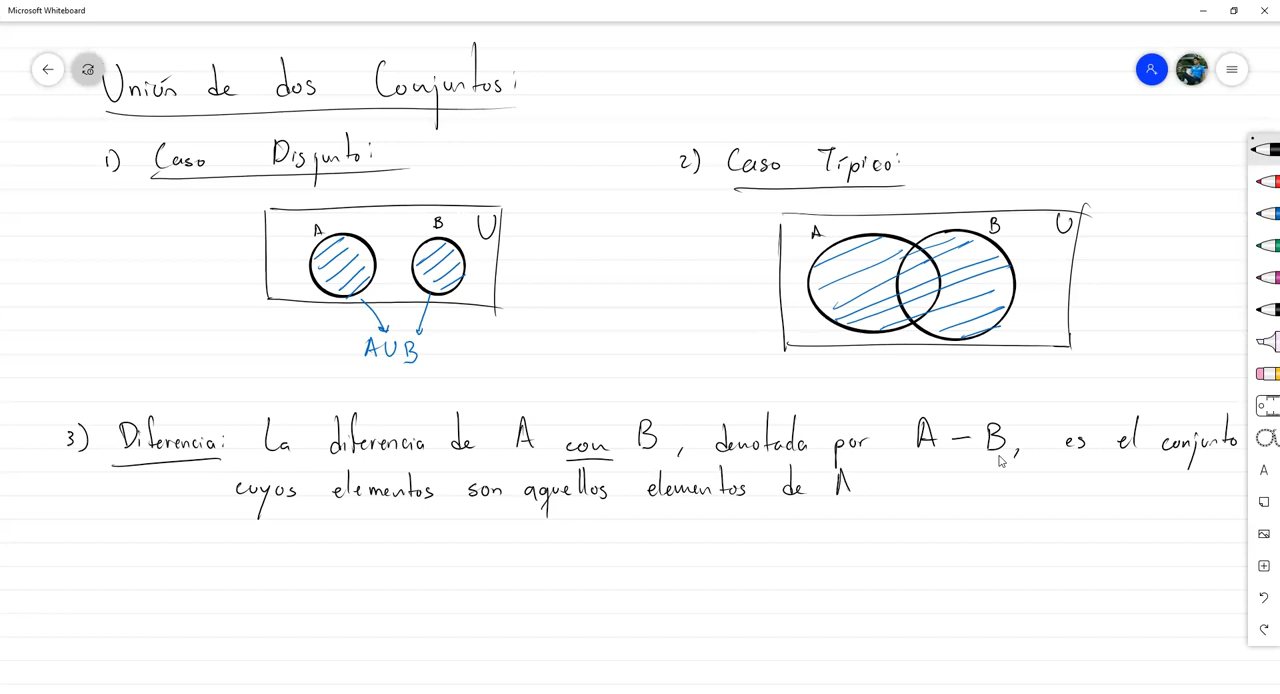 Microsoft Whiteboard
Unión de dos Conjuntos:
1) Caso Disjunto:
2) Caso Típico:
A B U
A B U
A∪B
3) Diferencia: La diferencia de A con B, denotada por A - B, es el conjunto
cuyos elementos son aquellos elementos de A
A